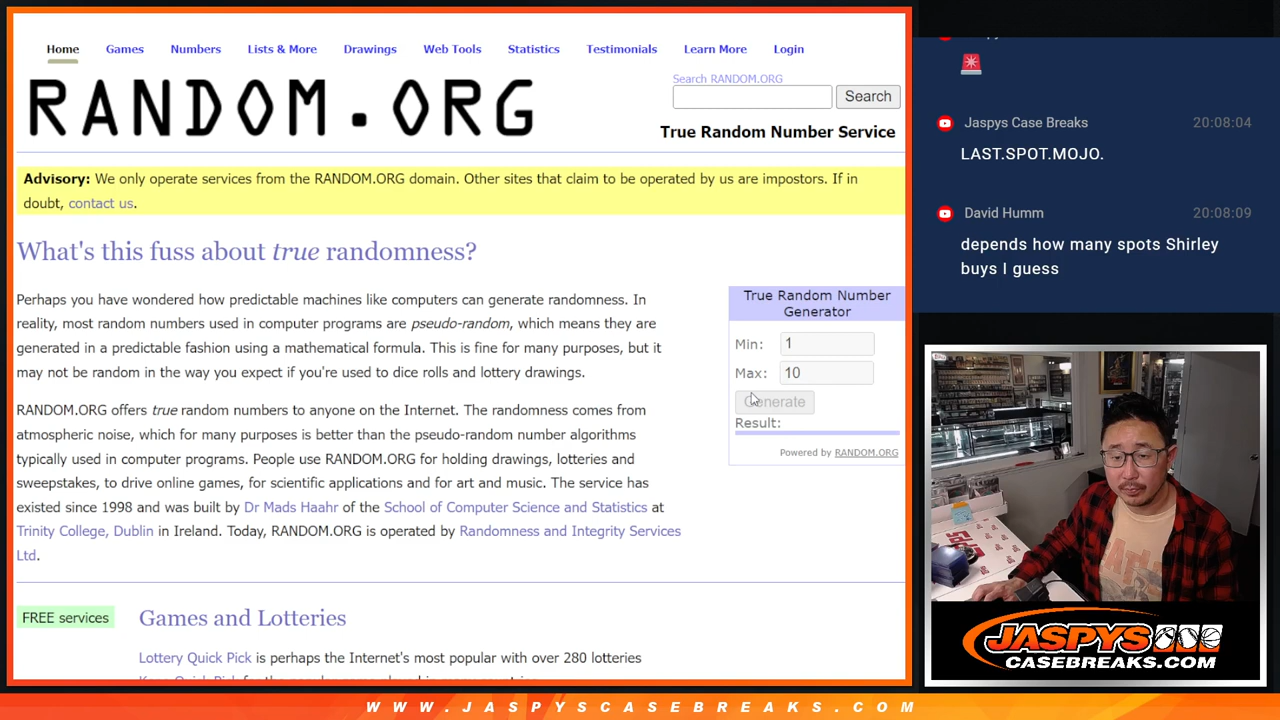 Home Games Numbers Lists & More Drawings Web Tools Statistics Testimonials Learn More Login
RANDOM.ORG
Search RANDOM.ORG
Search
True Random Number Service
Advisory: We only operate services from the RANDOM.ORG domain. Other sites that claim to be operated by us are impostors. If in
doubt, contact us.
What's this fuss about true randomness?
Perhaps you have wondered how predictable machines like computers can generate randomness. In
reality, most random numbers used in computer programs are pseudo-random, which means they are
generated in a predictable fashion using a mathematical formula. This is fine for many purposes, but it
may not be random in the way you expect if you're used to dice rolls and lottery drawings.
RANDOM.ORG offers true random numbers to anyone on the Internet. The randomness comes from
atmospheric noise, which for many purposes is better than the pseudo-random number algorithms
typically used in computer programs. People use RANDOM.ORG for holding drawings, lotteries and
sweepstakes, to drive online games, for scientific applications and for art and music. The service has
existed since 1998 and was built by Dr Mads Haahr of the School of Computer Science and Statistics at
Trinity College, Dublin in Ireland. Today, RANDOM.ORG is operated by Randomness and Integrity Services
Ltd.
True Random Number
Generator
Min: 1
Max: 10
Generate
Result:
Powered by RANDOM.ORG
FREE services
Games and Lotteries
Lottery Quick Pick is perhaps the Internet's most popular with over 280 lotteries
Jaspys Case Breaks 20:08:04
LAST.SPOT.MOJO.
David Humm 20:08:09
depends how many spots Shirley
buys I guess
JASPYS
CASEBREAKS.COM
WWW.JASPYSCASEBREAKS.COM